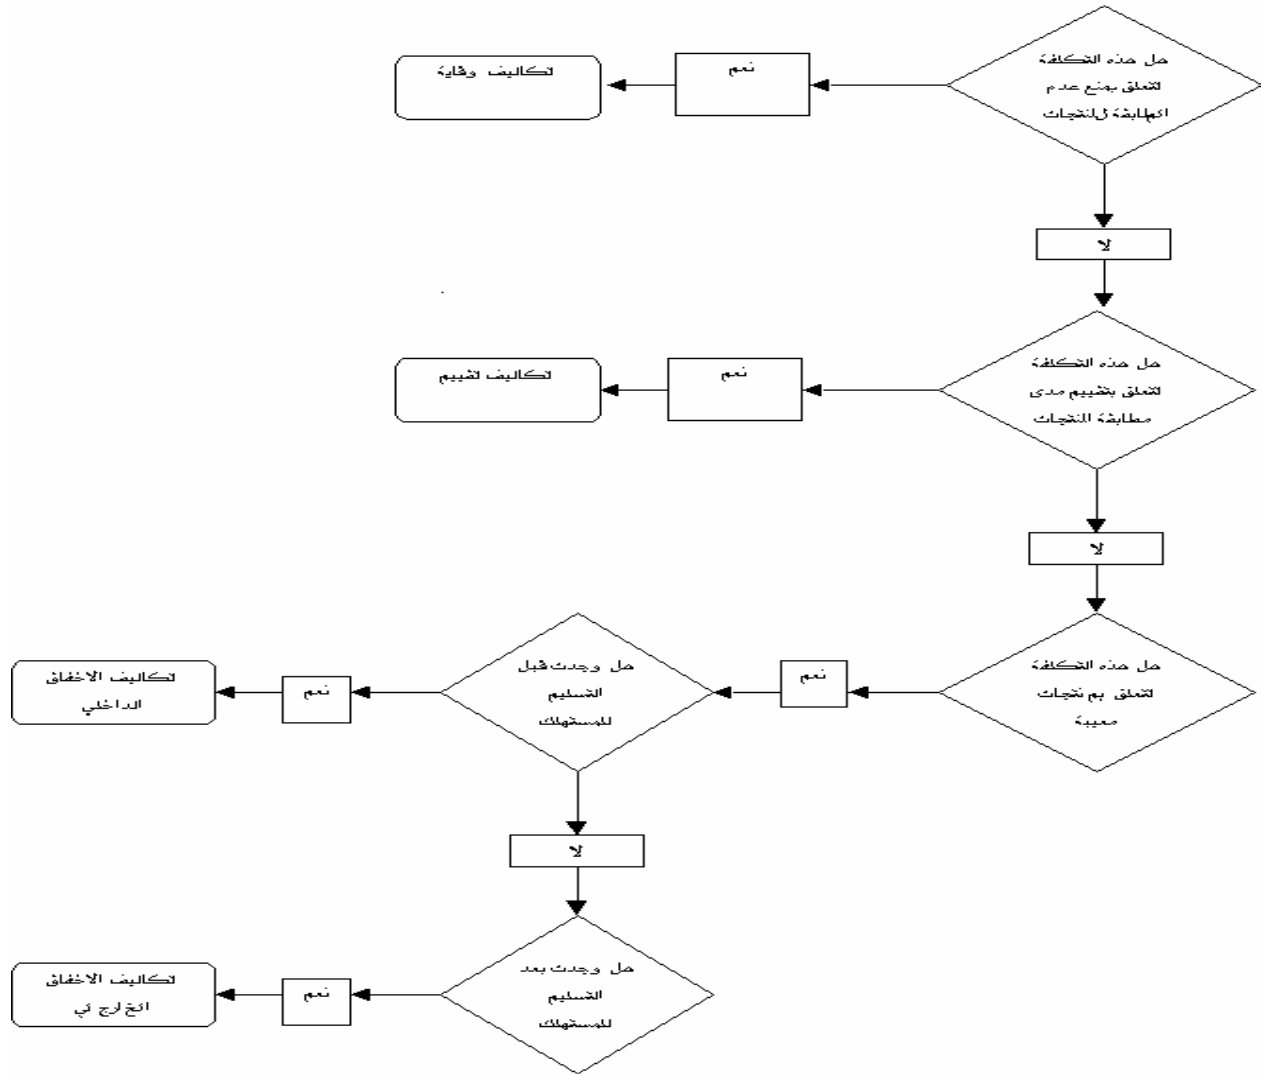 هل هذه التكلفة
تتعلق بمنع عدم
المطابقة للمنتجات
نعم
تكاليف وقاية
لا
هل هذه التكلفة
تتعلق بتقييم مدى
مطابقة المنتجات
نعم
تكاليف تقييم
لا
هل هذه التكلفة
تتعلق بم نتجات
معيبة
نعم
هل وجدت قبل
التسليم
للمستهلك
نعم
تكاليف الاخفاق
الداخلي
لا
هل وجدت بعد
التسليم
للمستهلك
نعم
تكاليف الاخفاق